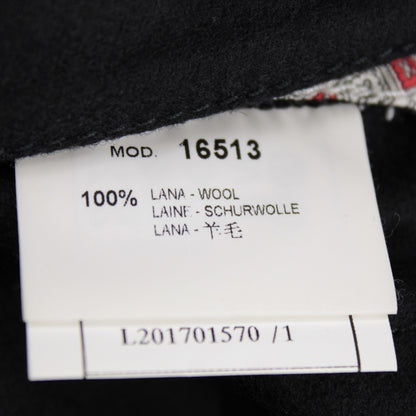 MOD. 16513
100% LANA - WOOL
LAINE - SCHURWOLLE
LANA - 羊毛
L201701570 /1